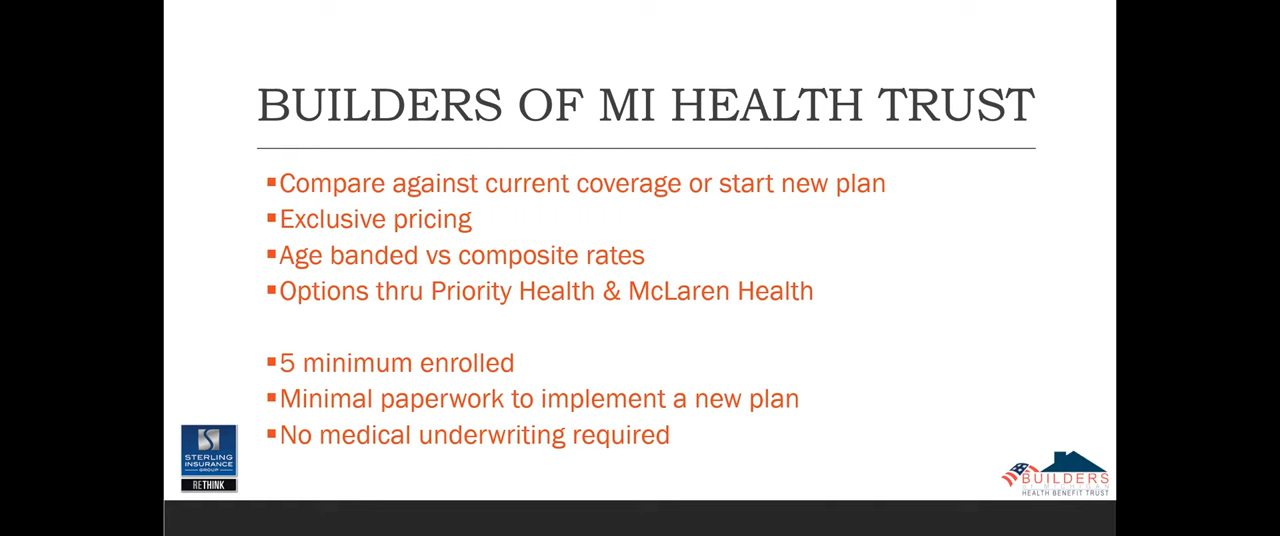 BUILDERS OF MI HEALTH TRUST
▪Compare against current coverage or start new plan
▪Exclusive pricing
▪Age banded vs composite rates
▪Options thru Priority Health & McLaren Health
▪5 minimum enrolled
▪Minimal paperwork to implement a new plan
▪No medical underwriting required
S
STERLING
INSURANCE
GROUP
RETHINK
BUILDERS
OF MICHIGAN
HEALTH BENEFIT TRUST